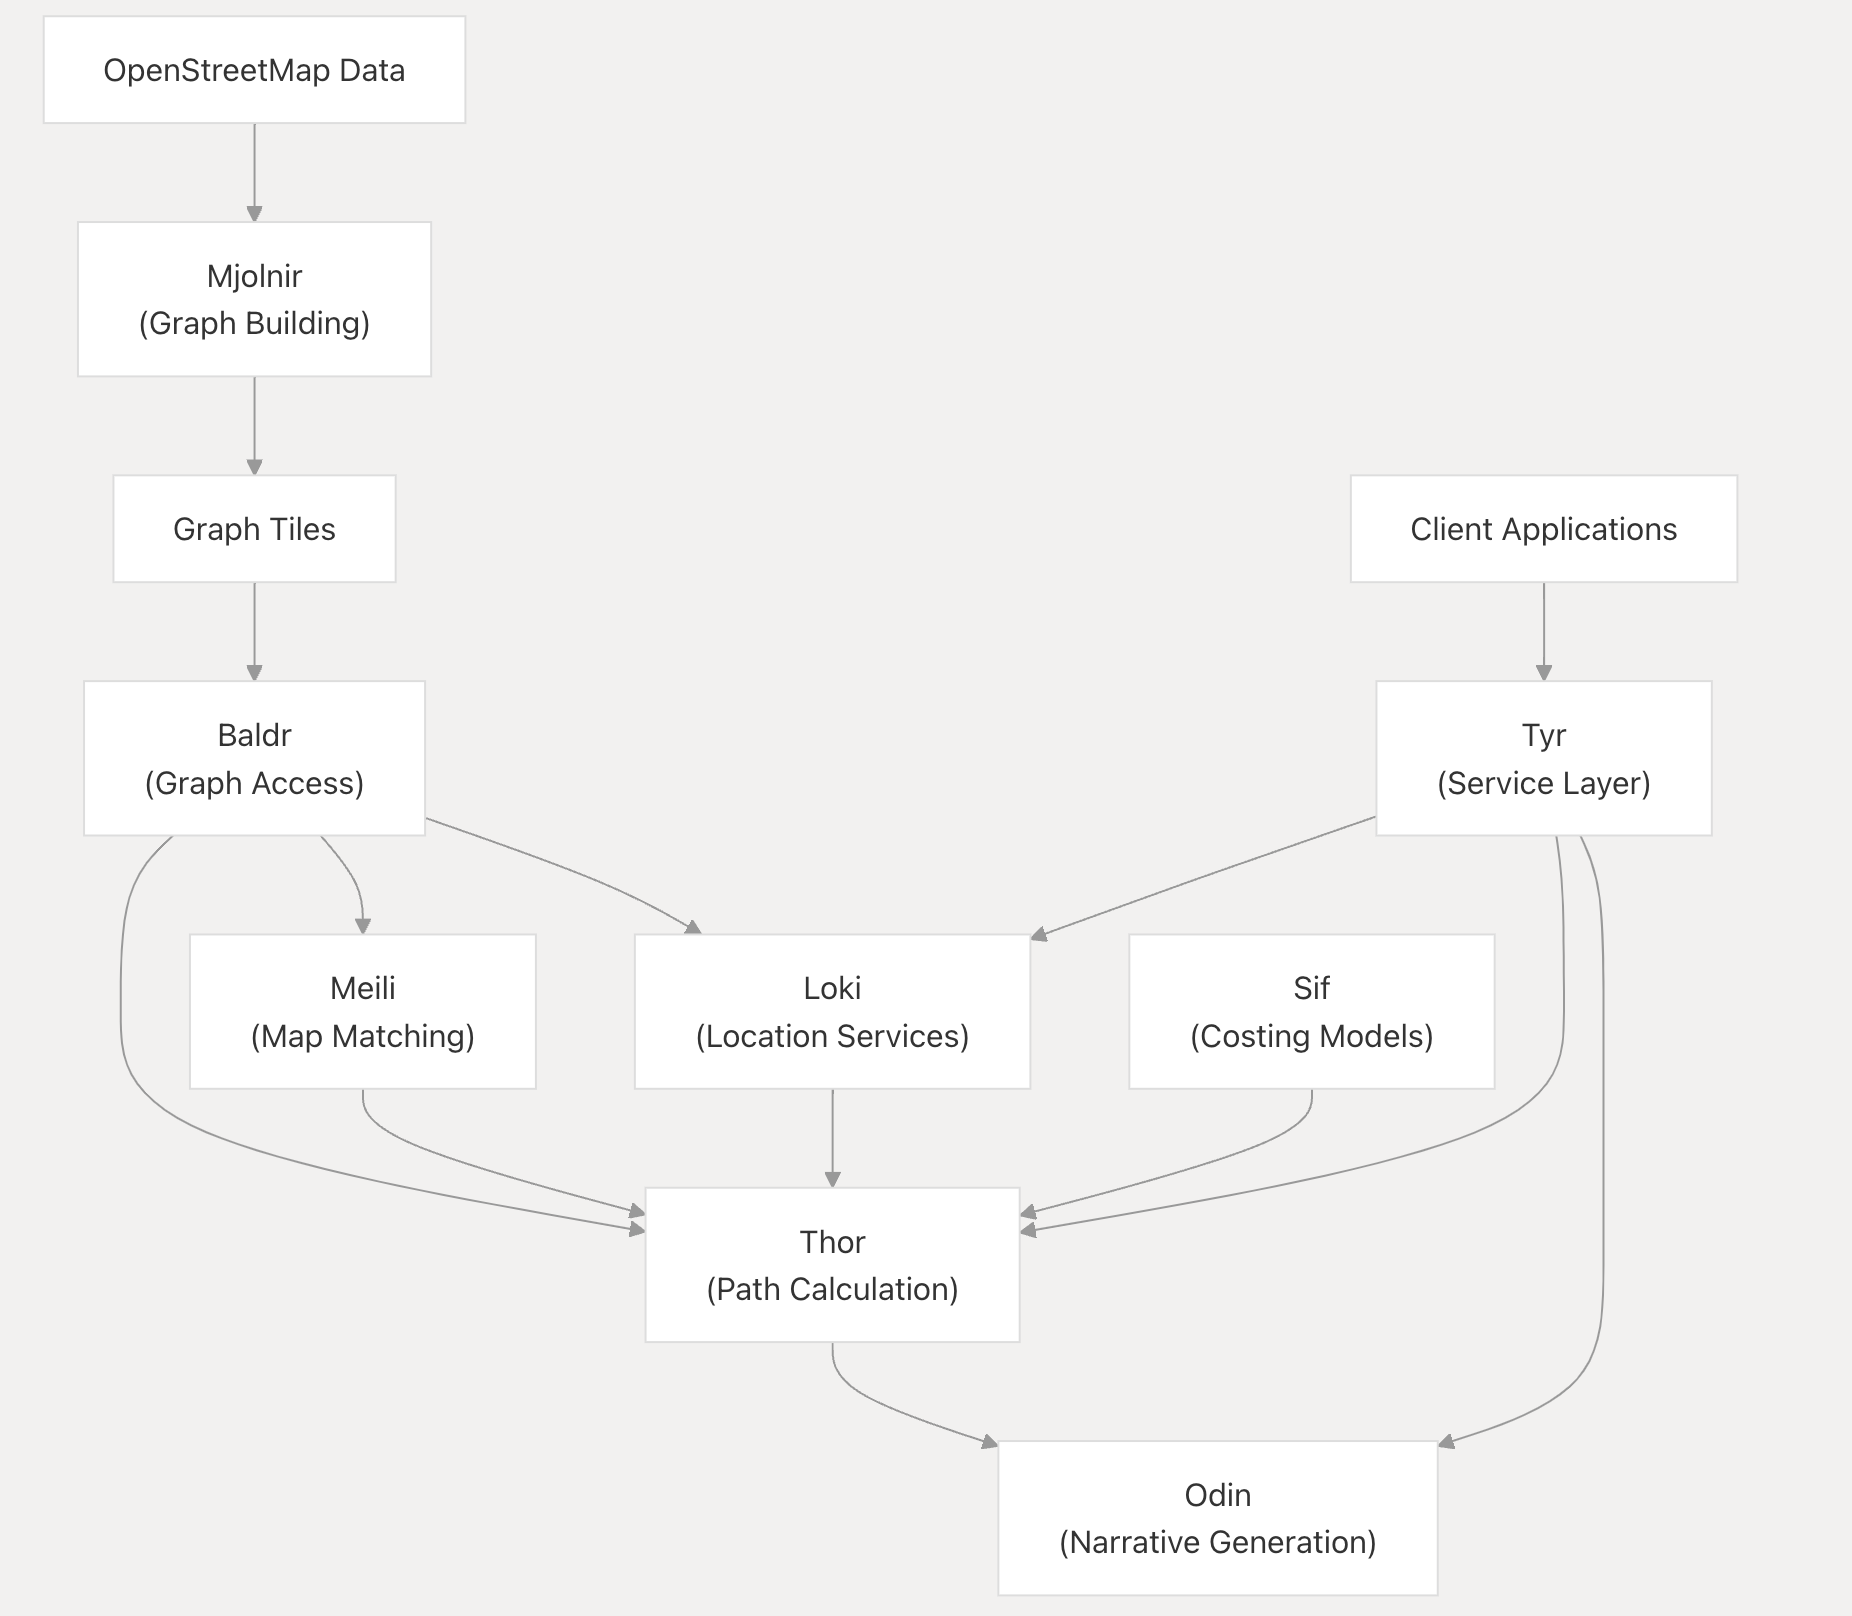 OpenStreetMap Data
Mjolnir
(Graph Building)
Graph Tiles
Client Applications
Baldr
(Graph Access)
Tyr
(Service Layer)
Meili
(Map Matching)
Loki
(Location Services)
Sif
(Costing Models)
Thor
(Path Calculation)
Odin
(Narrative Generation)